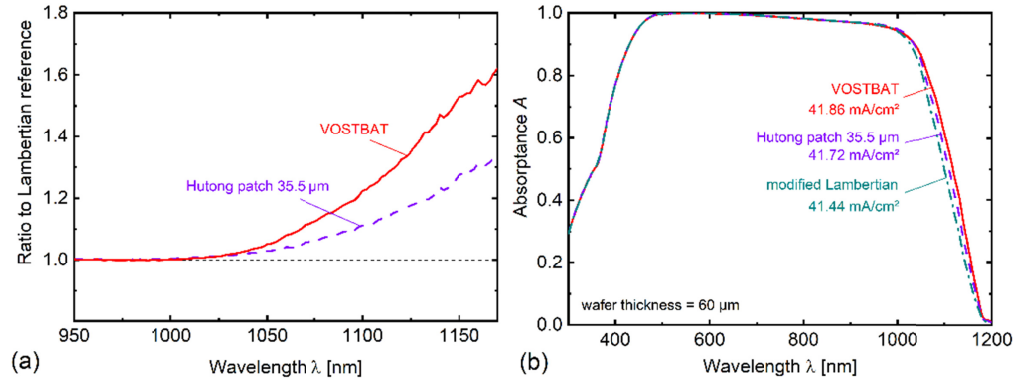 1.8
1.6
1.4
1.2
1.0
950
1000
1050
1100
1150
Ratio to Lambertian reference
VOSTBAT
Hutong patch 35.5 µm
Wavelength λ [nm]
(a)
1.0
0.8
0.6
0.4
0.2
0.0
400
600
800
1000
1200
Absorptance A
VOSTBAT
41.86 mA/cm²
Hutong patch 35.5 µm
41.72 mA/cm²
modified Lambertian
41.44 mA/cm²
wafer thickness = 60 µm
Wavelength λ [nm]
(b)